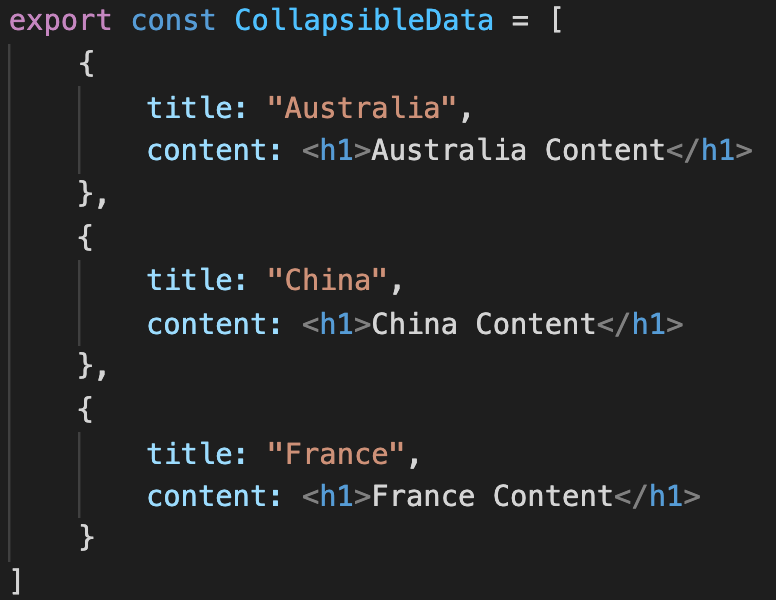 export const CollapsibleData = [
    {
        title: "Australia",
        content: <h1>Australia Content</h1>
    },
    {
        title: "China",
        content: <h1>China Content</h1>
    },
    {
        title: "France",
        content: <h1>France Content</h1>
    }
]